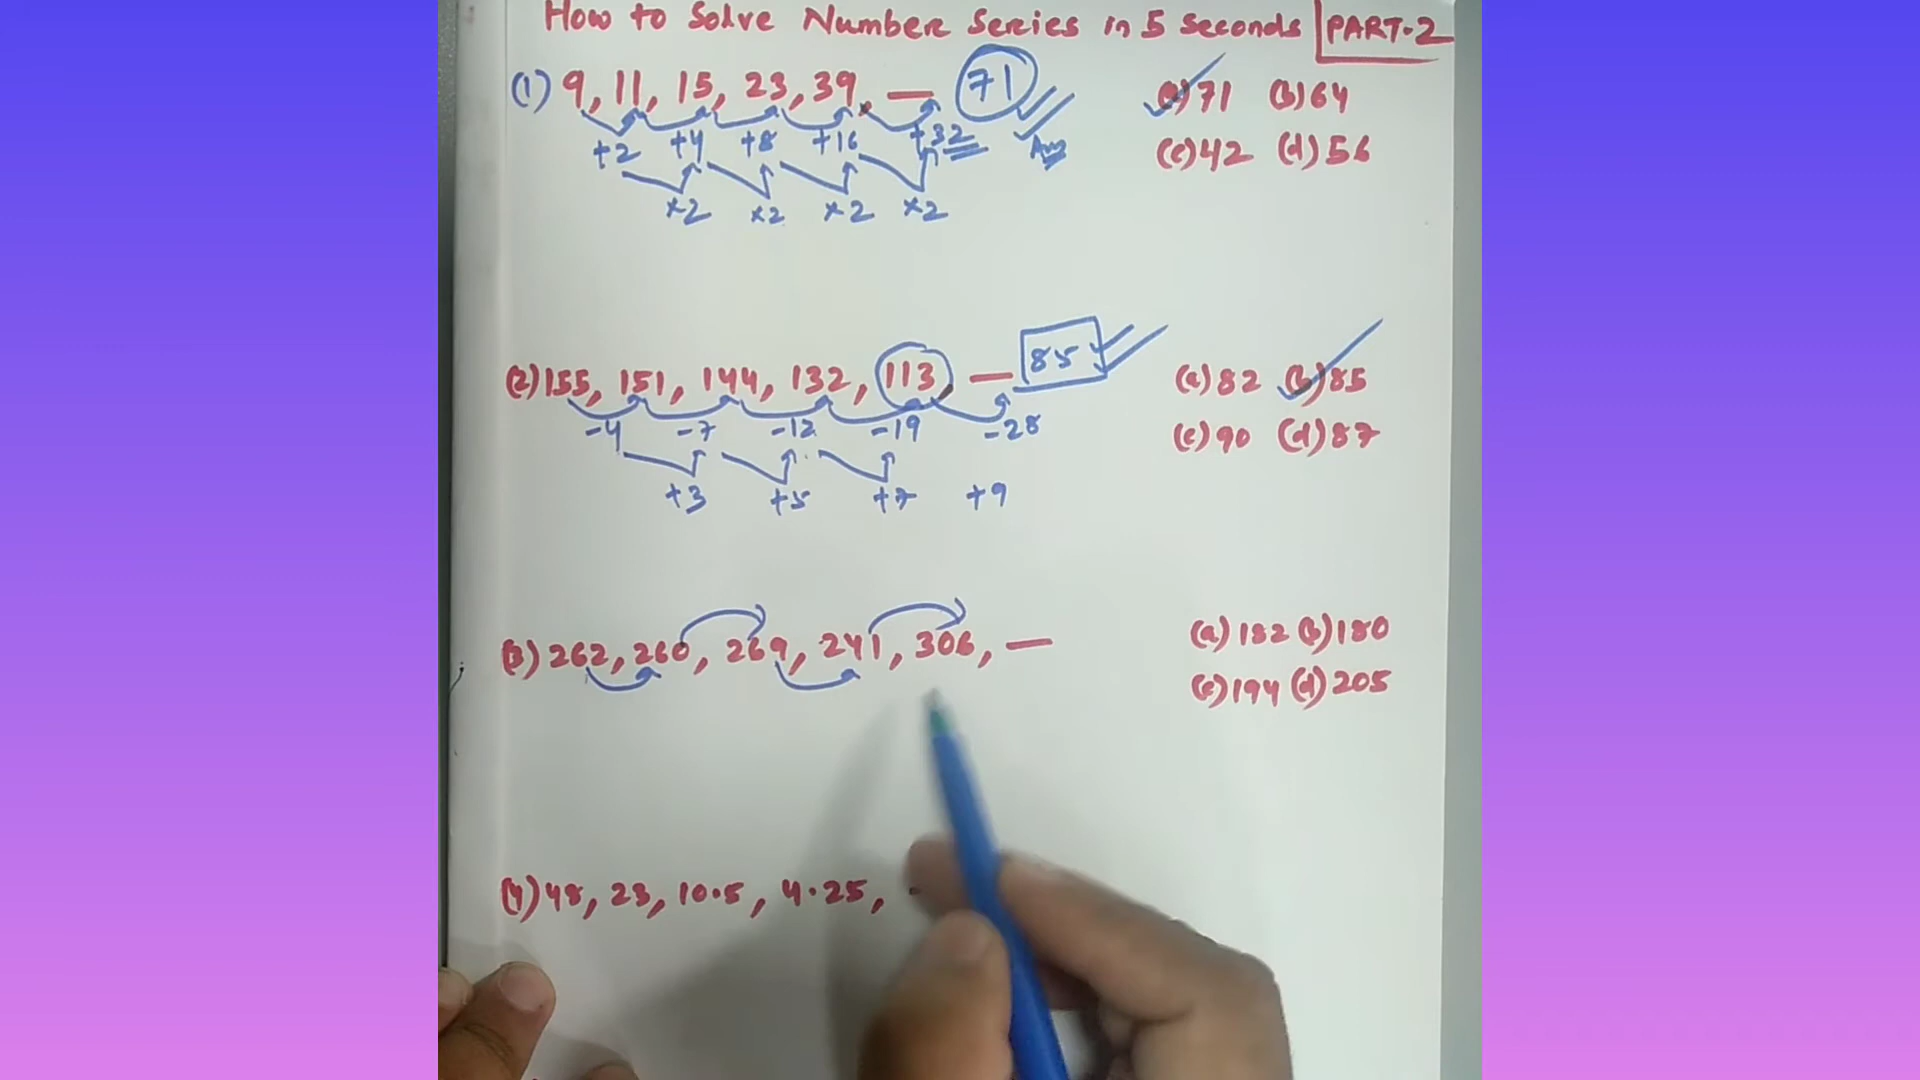 How to Solve Number Series in 5 Seconds PART-2
(1) 9, 11, 15, 23, 39, — 71
(a) 71 (b) 64
+2 +4 +8 +16 +32 Ans
(c) 42 (d) 56
×2 ×2 ×2 ×2
(2) 155, 151, 144, 132, 113, — 85
(a) 82 (b) 85
-4 -7 -12 -19 -28
(c) 90 (d) 87
+3 +5 +7 +9
(3) 262, 260, 269, 241, 306, —
(a) 182 (b) 180
(c) 194 (d) 205
(4) 48, 23, 10.5, 4.25,